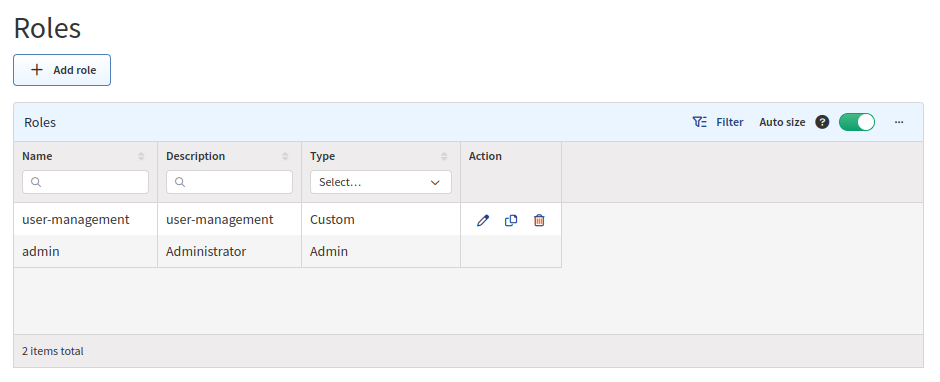 Roles
Add role
Roles
Filter Auto size ? ...
Name Description Type Action
Select...
user-management user-management Custom
admin Administrator Admin
2 items total